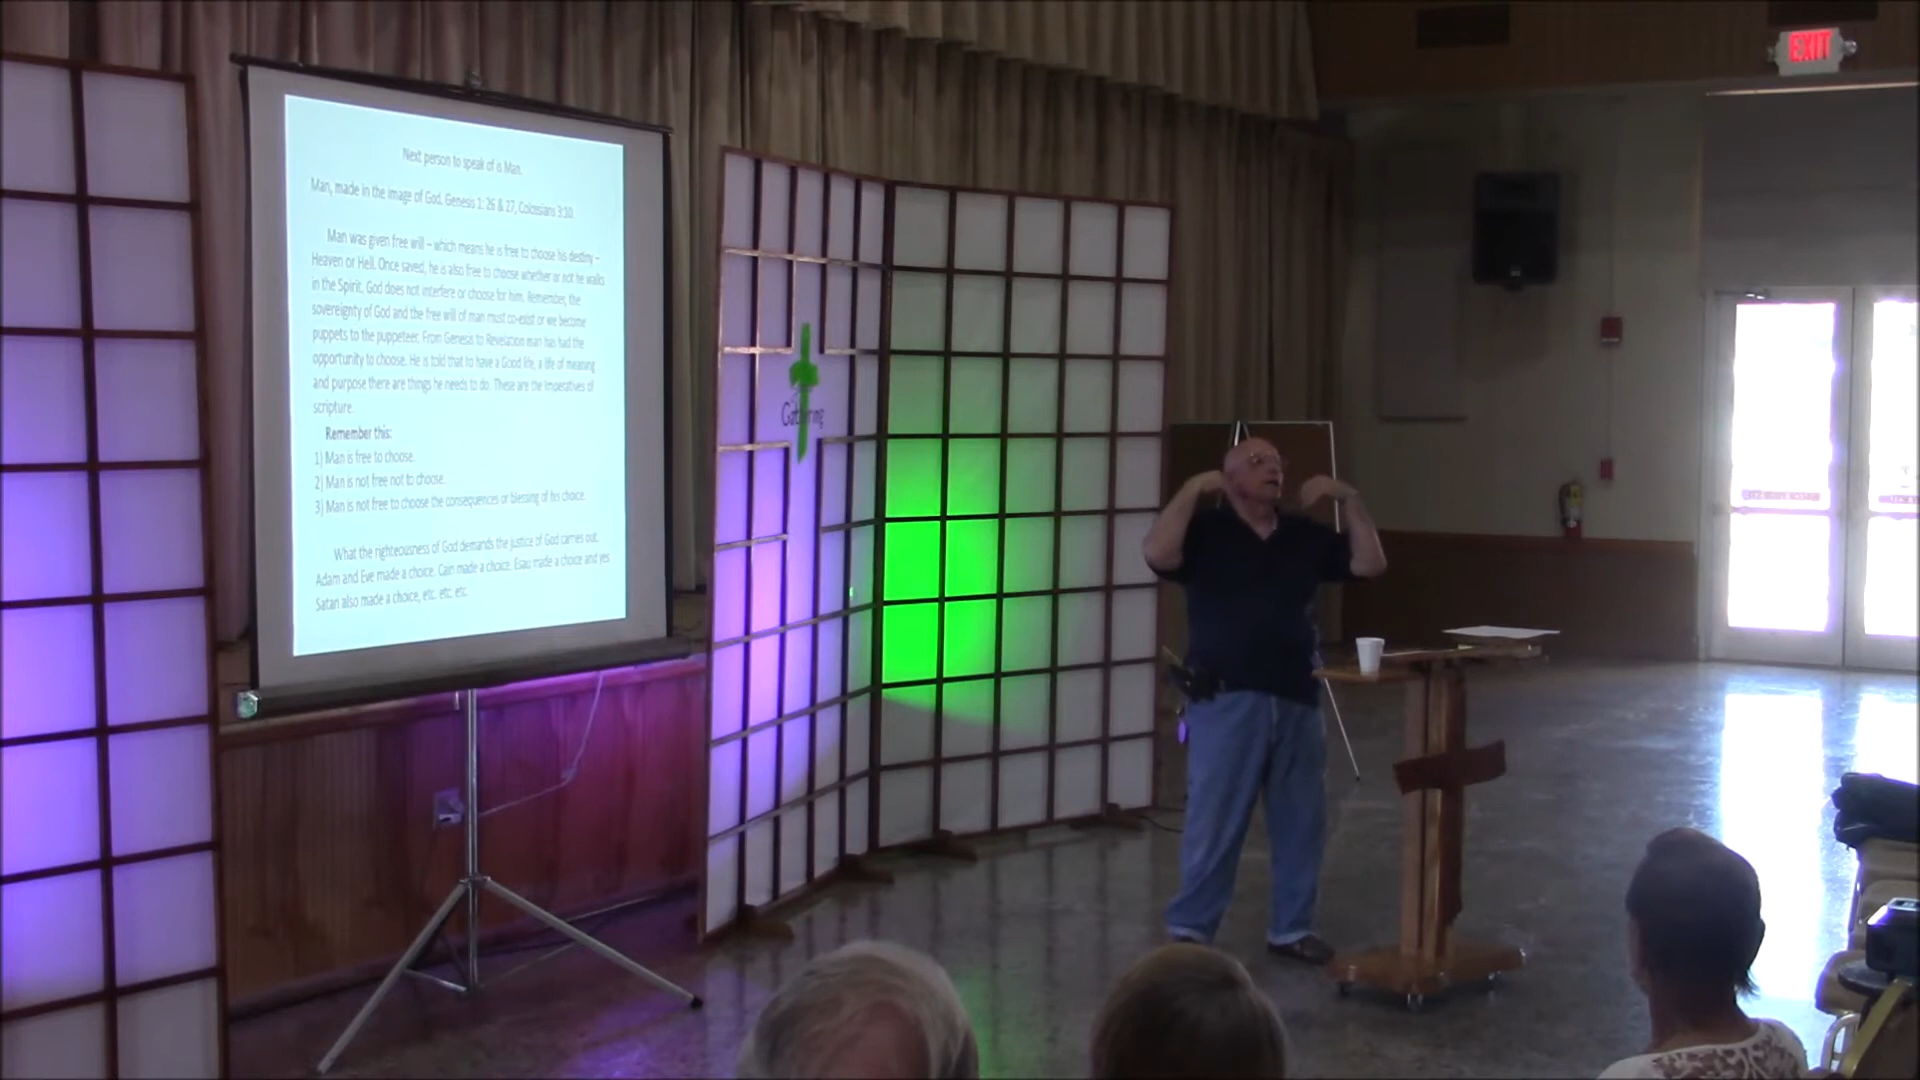 Next person to speak of is Man.
Man, made in the image of God. Genesis 1: 26 & 27, Colossians 3:10
Man was given free will – which means he is free to choose his destiny –
Heaven or Hell. Once saved, he is also free to choose whether or not he walks
in the Spirit. God does not interfere or choose for him. Remember, the
sovereignty of God and the free will of man must co-exist or we become
puppets to the puppeteer. From Genesis to Revelation man has had the
opportunity to choose. He is told that to have a Good life, a life of meaning
and purpose there are things he needs to do. These are the Imperatives of
scripture.
Remember this:
1) Man is free to choose.
2) Man is not free not to choose.
3) Man is not free to choose the consequences or blessing of his choice.
What the righteousness of God demands the justice of God carries out.
Adam and Eve made a choice. Cain made a choice. Esau made a choice and yes
Satan also made a choice, etc. etc. etc.
Gathering
EXIT